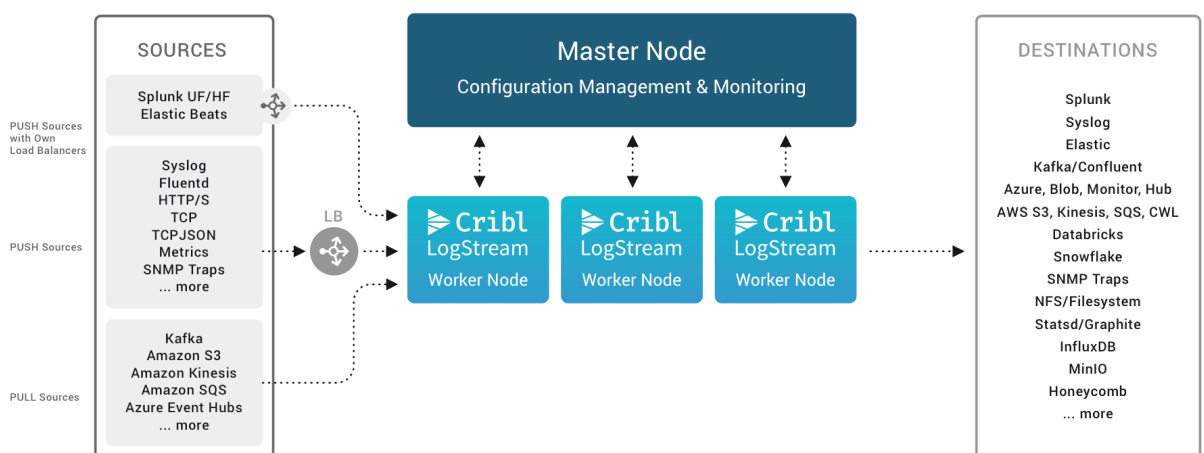 SOURCES
PUSH Sources
with Own
Load Balancers
Splunk UF/HF
Elastic Beats
PUSH Sources
Syslog
Fluentd
HTTP/S
TCP
TCPJSON
Metrics
SNMP Traps
... more
PULL Sources
Kafka
Amazon S3
Amazon Kinesis
Amazon SQS
Azure Event Hubs
... more
LB
Master Node
Configuration Management & Monitoring
Cribl
LogStream
Worker Node
Cribl
LogStream
Worker Node
Cribl
LogStream
Worker Node
DESTINATIONS
Splunk
Syslog
Elastic
Kafka/Confluent
Azure, Blob, Monitor, Hub
AWS S3, Kinesis, SQS, CWL
Databricks
Snowflake
SNMP Traps
NFS/Filesystem
Statsd/Graphite
InfluxDB
MinIO
Honeycomb
... more